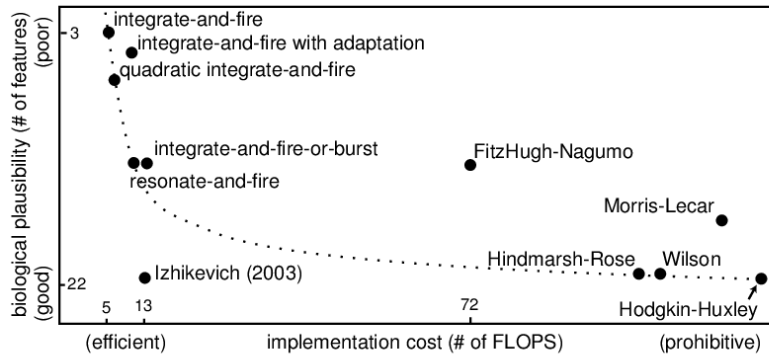 biological plausibility (# of features)
(poor)
(good)
3
22
integrate-and-fire
integrate-and-fire with adaptation
quadratic integrate-and-fire
integrate-and-fire-or-burst
resonate-and-fire
FitzHugh-Nagumo
Morris-Lecar
Izhikevich (2003)
Hindmarsh-Rose
Wilson
Hodgkin-Huxley
5
13
72
(efficient)
implementation cost (# of FLOPS)
(prohibitive)